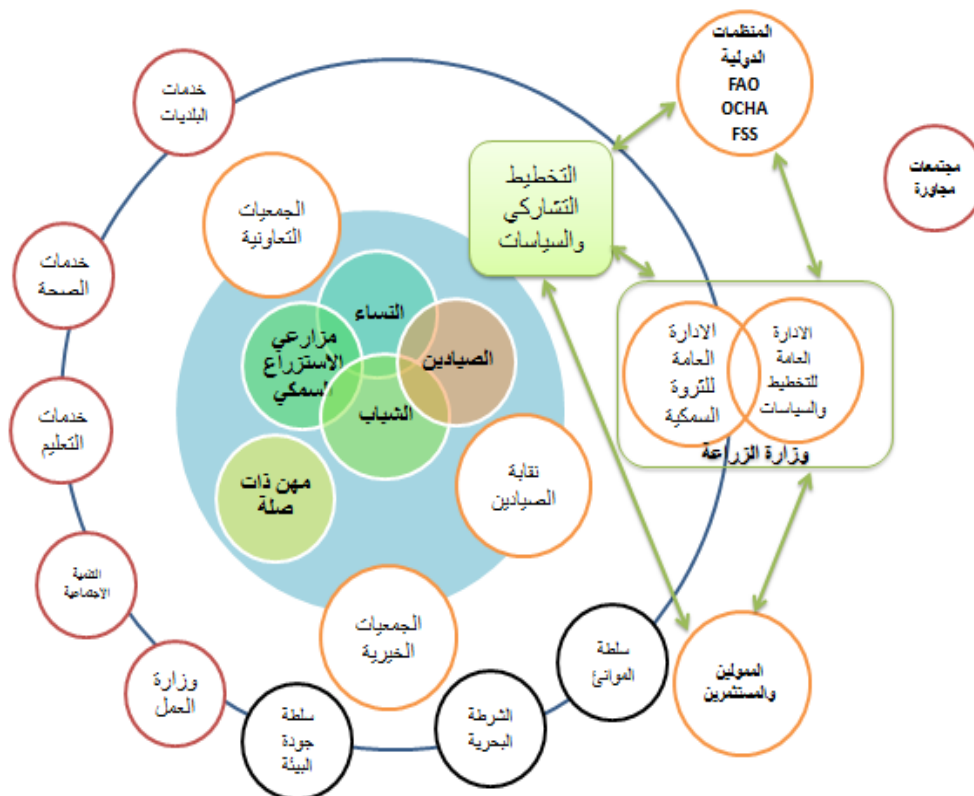 المنظمات
الدولية
FAO
OCHA
FSS
خدمات
البلديات
مجتمعات
مجاورة
التخطيط
التشاركي
والسياسات
الجمعيات
التعاونية
خدمات
الصحة
النساء
مزارعي
الاستزراع
السمكي
الصيادين
الشباب
الادارة
العامة
للثروة
السمكية
الادارة
العامة
للتخطيط
والسياسات
وزارة الزراعة
خدمات
التعليم
مهن ذات
صلة
نقابة
الصيادين
التنمية
الاجتماعية
الجمعيات
الخيرية
سلطة
الموانئ
الممولين
والمستثمرين
وزارة
العمل
سلطة
جودة
البيئة
الشرطة
البحرية